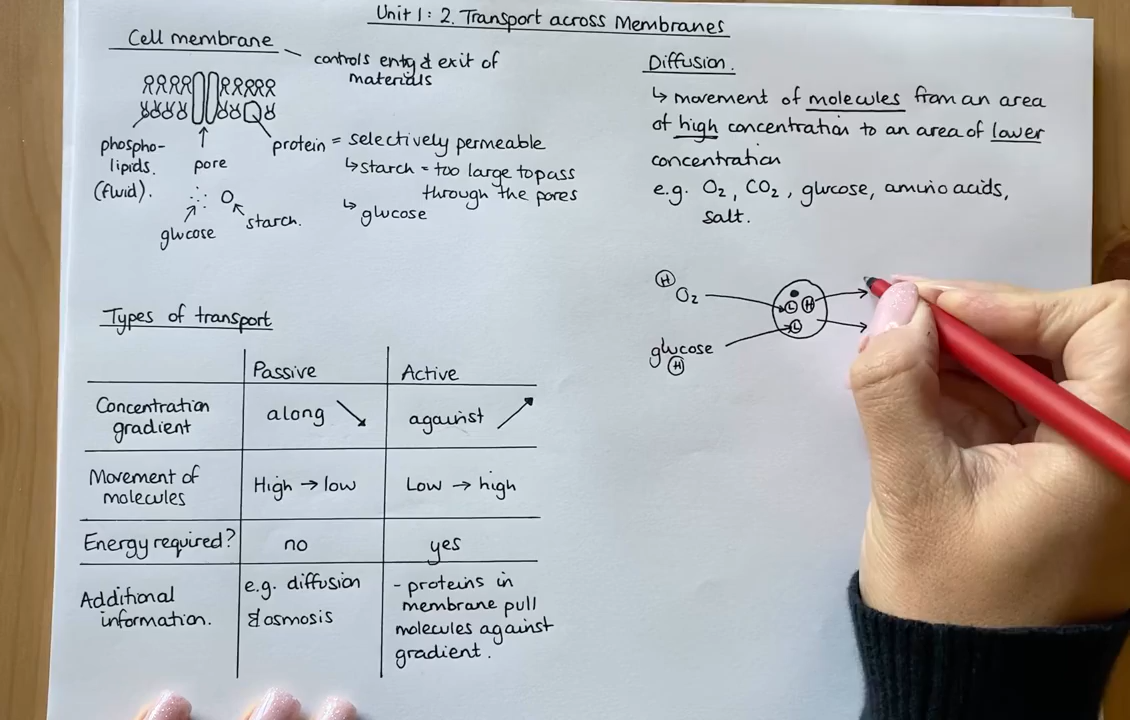 Unit 1: 2. Transport across Membranes
Cell membrane
controls entry & exit of
materials
phospho-
lipids.
(fluid).
pore
protein = selectively permeable
↳ starch = too large to pass
through the pores
↳ glucose
glucose
starch.
Types of transport
Passive
Active
Concentration
gradient
along
against
Movement of
molecules
High → low
Low → high
Energy required?
no
yes
Additional
information.
e.g. diffusion
& osmosis
- proteins in
membrane pull
molecules against
gradient.
Diffusion.
↳ movement of molecules from an area
of high concentration to an area of lower
concentration
e.g. O₂, CO₂, glucose, amino acids,
salt.
H
O₂
L H
L
glucose
H